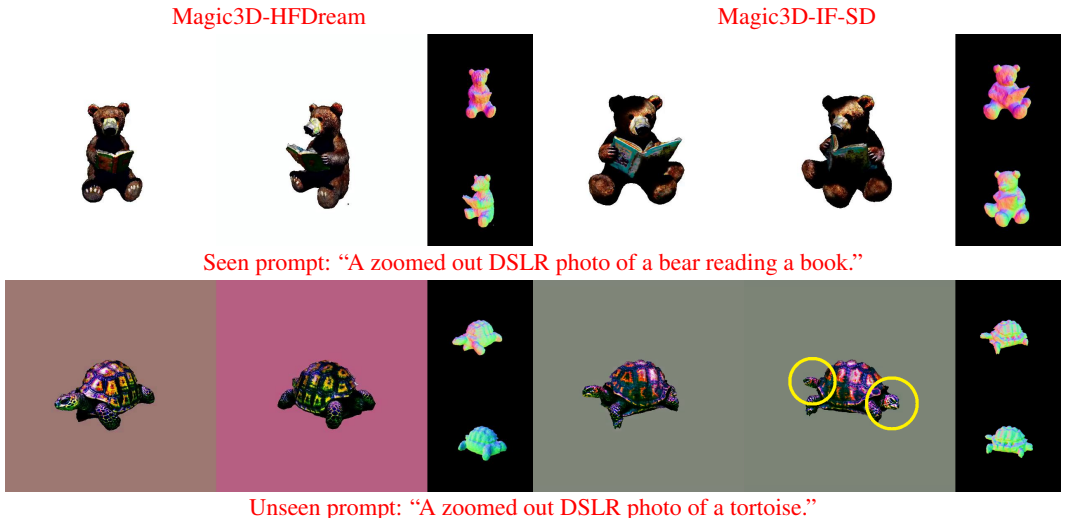 Magic3D-HFDream
Magic3D-IF-SD
Seen prompt: “A zoomed out DSLR photo of a bear reading a book.”
Unseen prompt: “A zoomed out DSLR photo of a tortoise.”